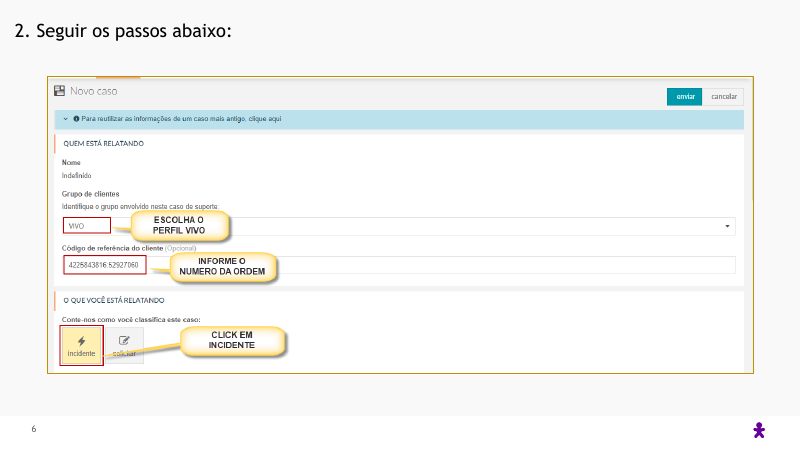 2. Seguir os passos abaixo:
Novo caso
enviar
cancelar
Para reutilizar as informações de um caso mais antigo, clique aqui
QUEM ESTÁ RELATANDO
Nome
Indefinido
Grupo de clientes
Identifique o grupo envolvido neste caso de suporte:
VIVO
ESCOLHA O
PERFIL VIVO
Código de referência do cliente (Opcional)
4225843816:52927060
INFORME O
NUMERO DA ORDEM
O QUE VOCÊ ESTÁ RELATANDO
Conte-nos como você classifica este caso:
incidente
CLICK EM
INCIDENTE
6